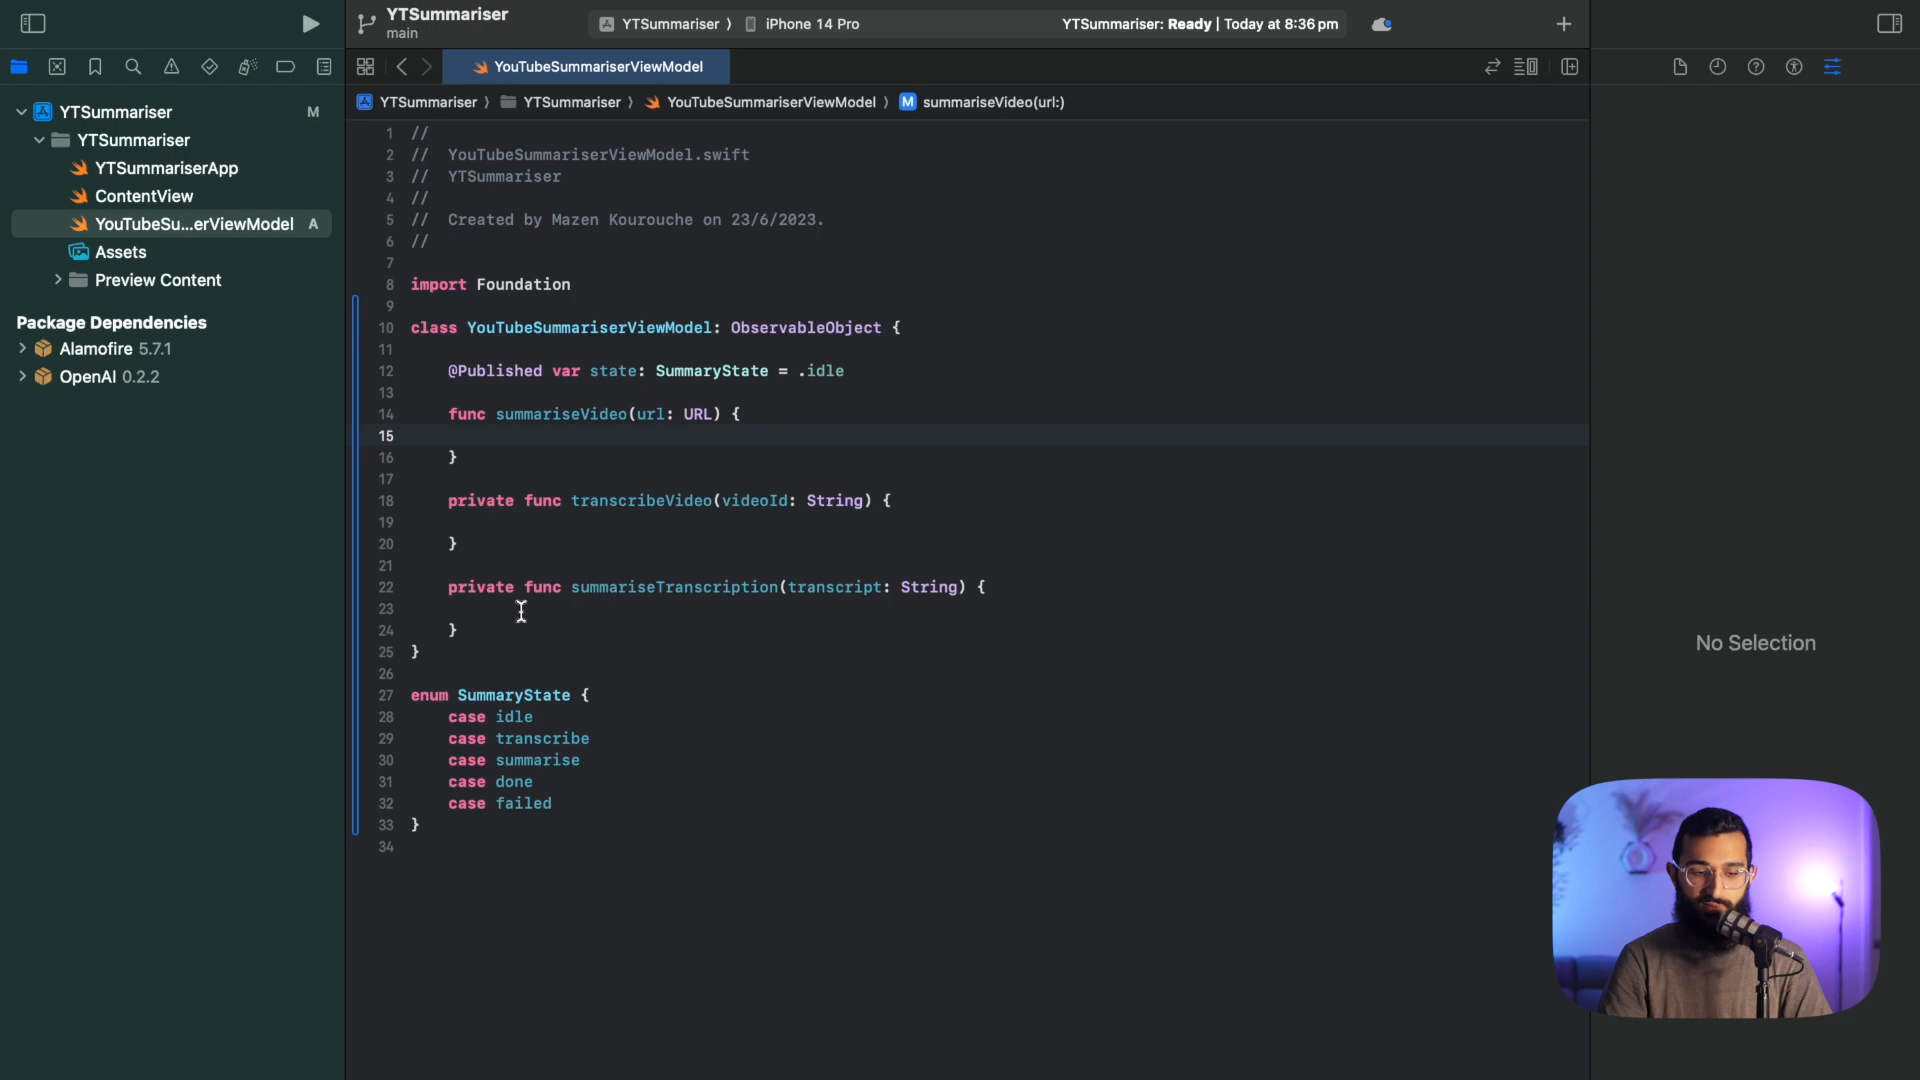 YTSummariser
main
YTSummariser 〉 iPhone 14 Pro
YTSummariser: Ready | Today at 8:36 pm
YouTubeSummariserViewModel
YTSummariser 〉 YTSummariser 〉 YouTubeSummariserViewModel 〉 M summariseVideo(url:)
YTSummariser M
YTSummariser
YTSummariserApp
ContentView
YouTubeSu...erViewModel A
Assets
Preview Content
Package Dependencies
Alamofire 5.7.1
OpenAI 0.2.2
1 //
2 //  YouTubeSummariserViewModel.swift
3 //  YTSummariser
4 //
5 //  Created by Mazen Kourouche on 23/6/2023.
6 //
7
8 import Foundation
9
10 class YouTubeSummariserViewModel: ObservableObject {
11
12     @Published var state: SummaryState = .idle
13
14     func summariseVideo(url: URL) {
15
16     }
17
18     private func transcribeVideo(videoId: String) {
19
20     }
21
22     private func summariseTranscription(transcript: String) {
23
24     }
25 }
26
27 enum SummaryState {
28     case idle
29     case transcribe
30     case summarise
31     case done
32     case failed
33 }
34
No Selection